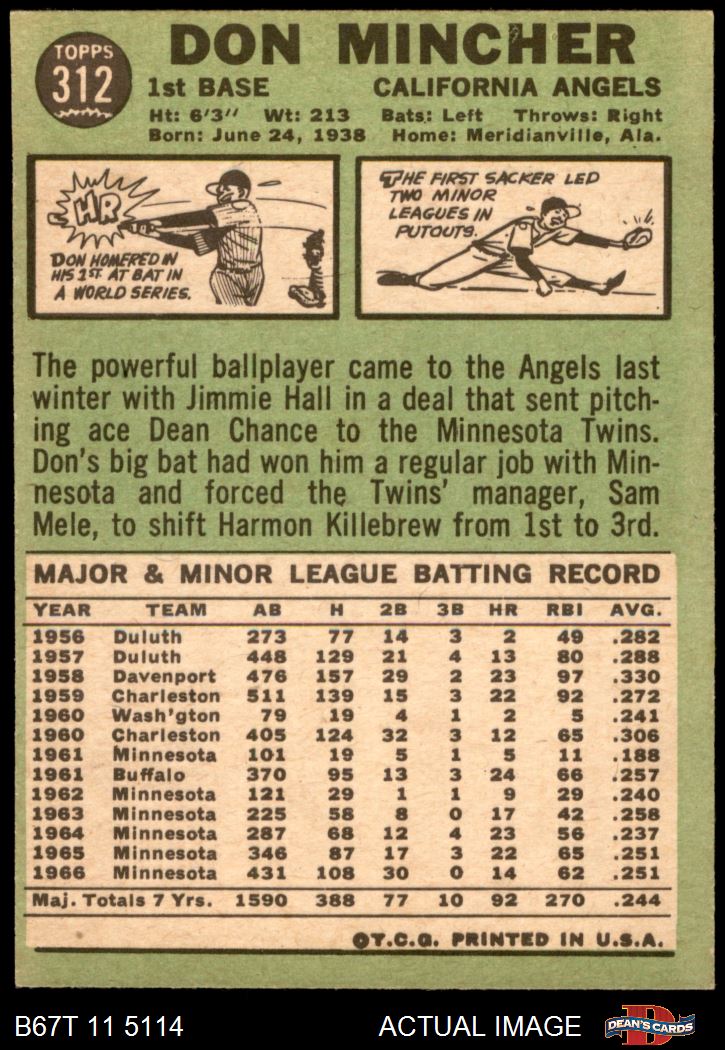 TOPPS
312
DON MINCHER
1st BASE CALIFORNIA ANGELS
Ht: 6'3" Wt: 213 Bats: Left Throws: Right
Born: June 24, 1938 Home: Meridianville, Ala.
HR
DON HOMERED IN
HIS 1ST AT BAT IN
A WORLD SERIES.
THE FIRST SACKER LED
TWO MINOR
LEAGUES IN
PUTOUTS.
The powerful ballplayer came to the Angels last
winter with Jimmie Hall in a deal that sent pitch-
ing ace Dean Chance to the Minnesota Twins.
Don's big bat had won him a regular job with Min-
nesota and forced the Twins' manager, Sam
Mele, to shift Harmon Killebrew from 1st to 3rd.
MAJOR & MINOR LEAGUE BATTING RECORD
YEAR TEAM AB H 2B 3B HR RBI AVG.
1956 Duluth 273 77 14 3 2 49 .282
1957 Duluth 448 129 21 4 13 80 .288
1958 Davenport 476 157 29 2 23 97 .330
1959 Charleston 511 139 15 3 22 92 .272
1960 Wash'gton 79 19 4 1 2 5 .241
1960 Charleston 405 124 32 3 12 65 .306
1961 Minnesota 101 19 5 1 5 11 .188
1961 Buffalo 370 95 13 3 24 66 .257
1962 Minnesota 121 29 1 1 9 29 .240
1963 Minnesota 225 58 8 0 17 42 .258
1964 Minnesota 287 68 12 4 23 56 .237
1965 Minnesota 346 87 17 3 22 65 .251
1966 Minnesota 431 108 30 0 14 62 .251
Maj. Totals 7 Yrs. 1590 388 77 10 92 270 .244
©T.C.G. PRINTED IN U.S.A.
B67T 11 5114 ACTUAL IMAGE
D
DEAN'S CARDS